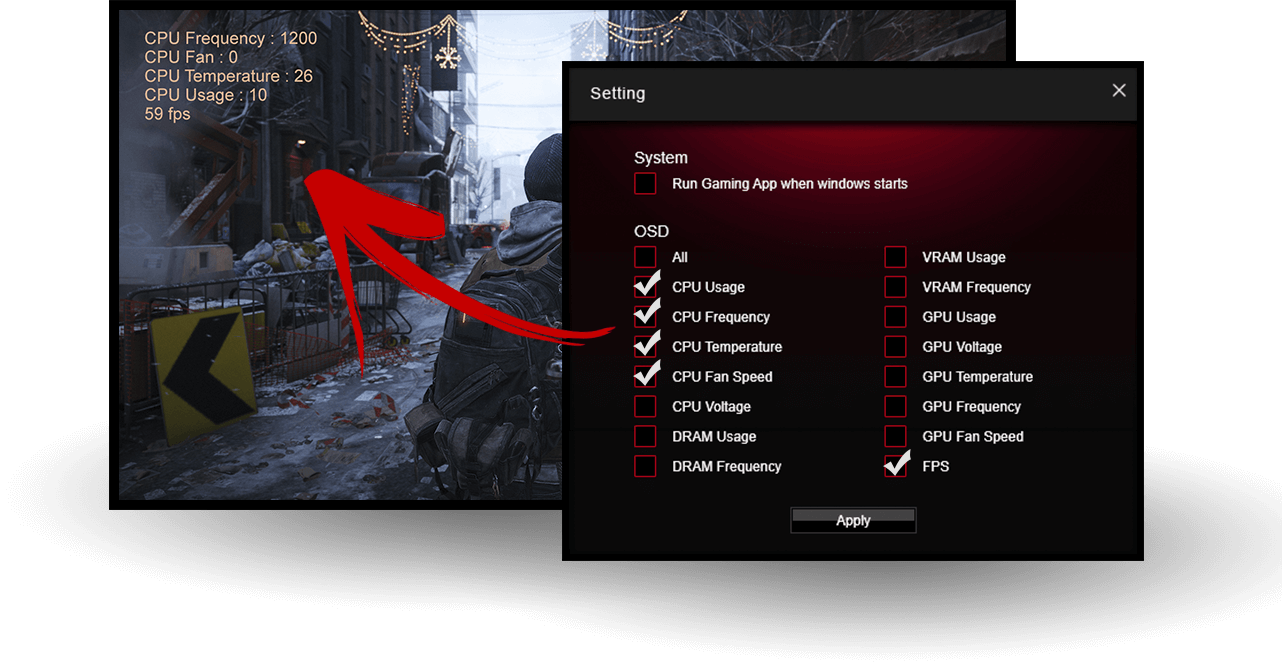 CPU Frequency : 1200
CPU Fan : 0
CPU Temperature : 26
CPU Usage : 10
59 fps
Setting
System
Run Gaming App when windows starts
OSD
All
CPU Usage
CPU Frequency
CPU Temperature
CPU Fan Speed
CPU Voltage
DRAM Usage
DRAM Frequency
VRAM Usage
VRAM Frequency
GPU Usage
GPU Voltage
GPU Temperature
GPU Frequency
GPU Fan Speed
FPS
Apply